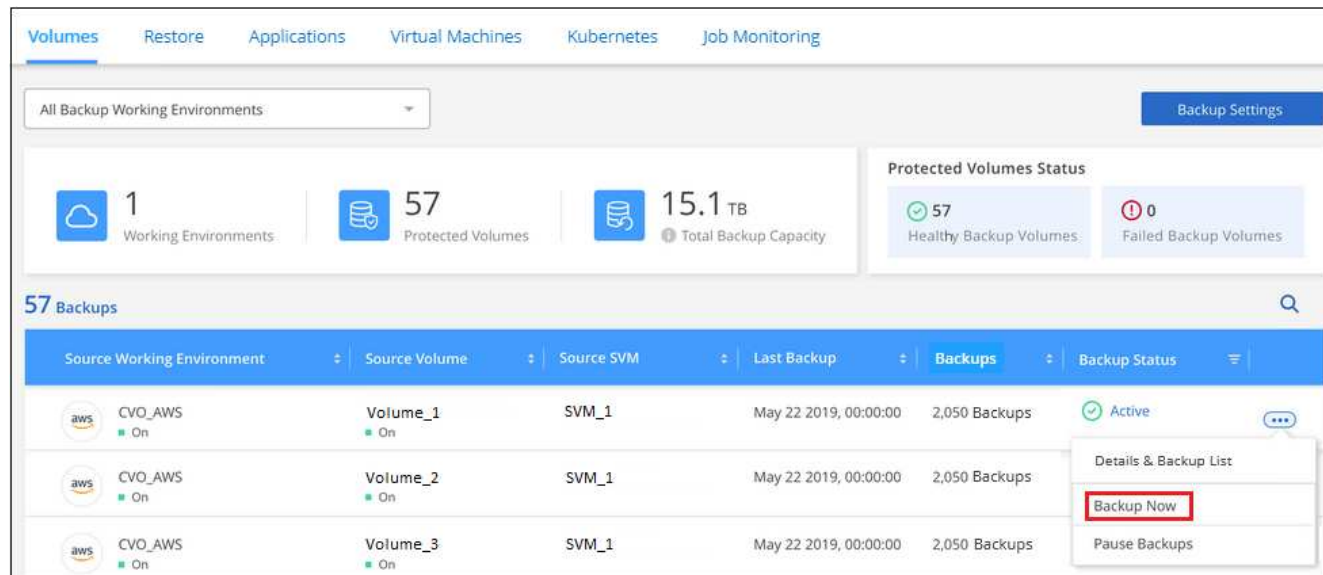 Volumes Restore Applications Virtual Machines Kubernetes Job Monitoring
All Backup Working Environments
Backup Settings
1
Working Environments
57
Protected Volumes
15.1 TB
Total Backup Capacity
Protected Volumes Status
57
Healthy Backup Volumes
0
Failed Backup Volumes
57 Backups
Source Working Environment Source Volume Source SVM Last Backup Backups Backup Status
aws CVO_AWS Volume_1 SVM_1 May 22 2019, 00:00:00 2,050 Backups Active
On On
Details & Backup List
aws CVO_AWS Volume_2 SVM_1 May 22 2019, 00:00:00 2,050 Backups
On On
Backup Now
aws CVO_AWS Volume_3 SVM_1 May 22 2019, 00:00:00 2,050 Backups
On On
Pause Backups